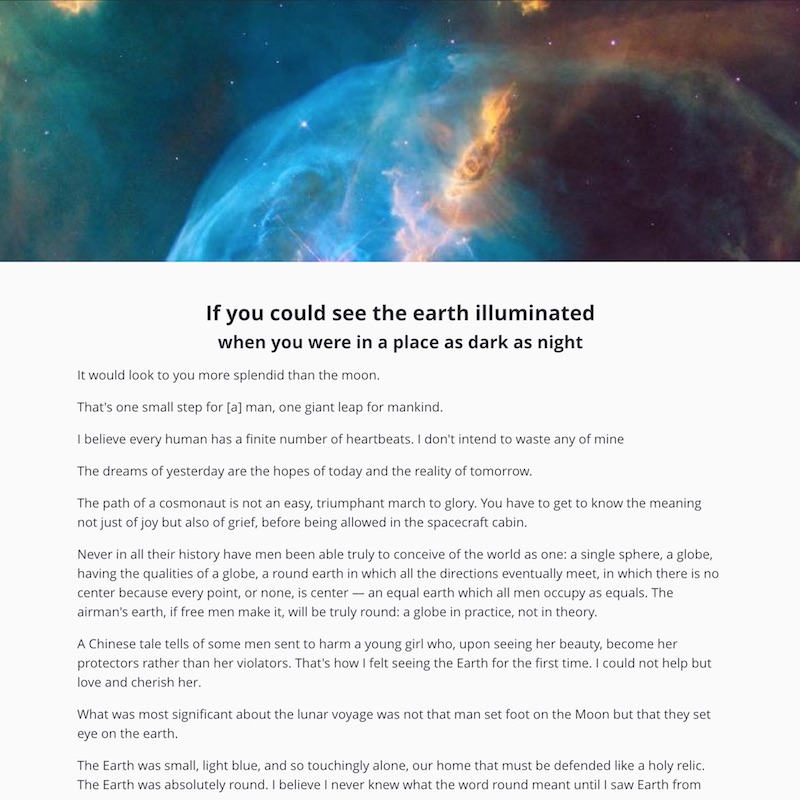 If you could see the earth illuminated
when you were in a place as dark as night
It would look to you more splendid than the moon.
That's one small step for [a] man, one giant leap for mankind.
I believe every human has a finite number of heartbeats. I don't intend to waste any of mine
The dreams of yesterday are the hopes of today and the reality of tomorrow.
The path of a cosmonaut is not an easy, triumphant march to glory. You have to get to know the meaning
not just of joy but also of grief, before being allowed in the spacecraft cabin.
Never in all their history have men been able truly to conceive of the world as one: a single sphere, a globe,
having the qualities of a globe, a round earth in which all the directions eventually meet, in which there is no
center because every point, or none, is center — an equal earth which all men occupy as equals. The
airman's earth, if free men make it, will be truly round: a globe in practice, not in theory.
A Chinese tale tells of some men sent to harm a young girl who, upon seeing her beauty, become her
protectors rather than her violators. That's how I felt seeing the Earth for the first time. I could not help but
love and cherish her.
What was most significant about the lunar voyage was not that man set foot on the Moon but that they set
eye on the earth.
The Earth was small, light blue, and so touchingly alone, our home that must be defended like a holy relic.
The Earth was absolutely round. I believe I never knew what the word round meant until I saw Earth from